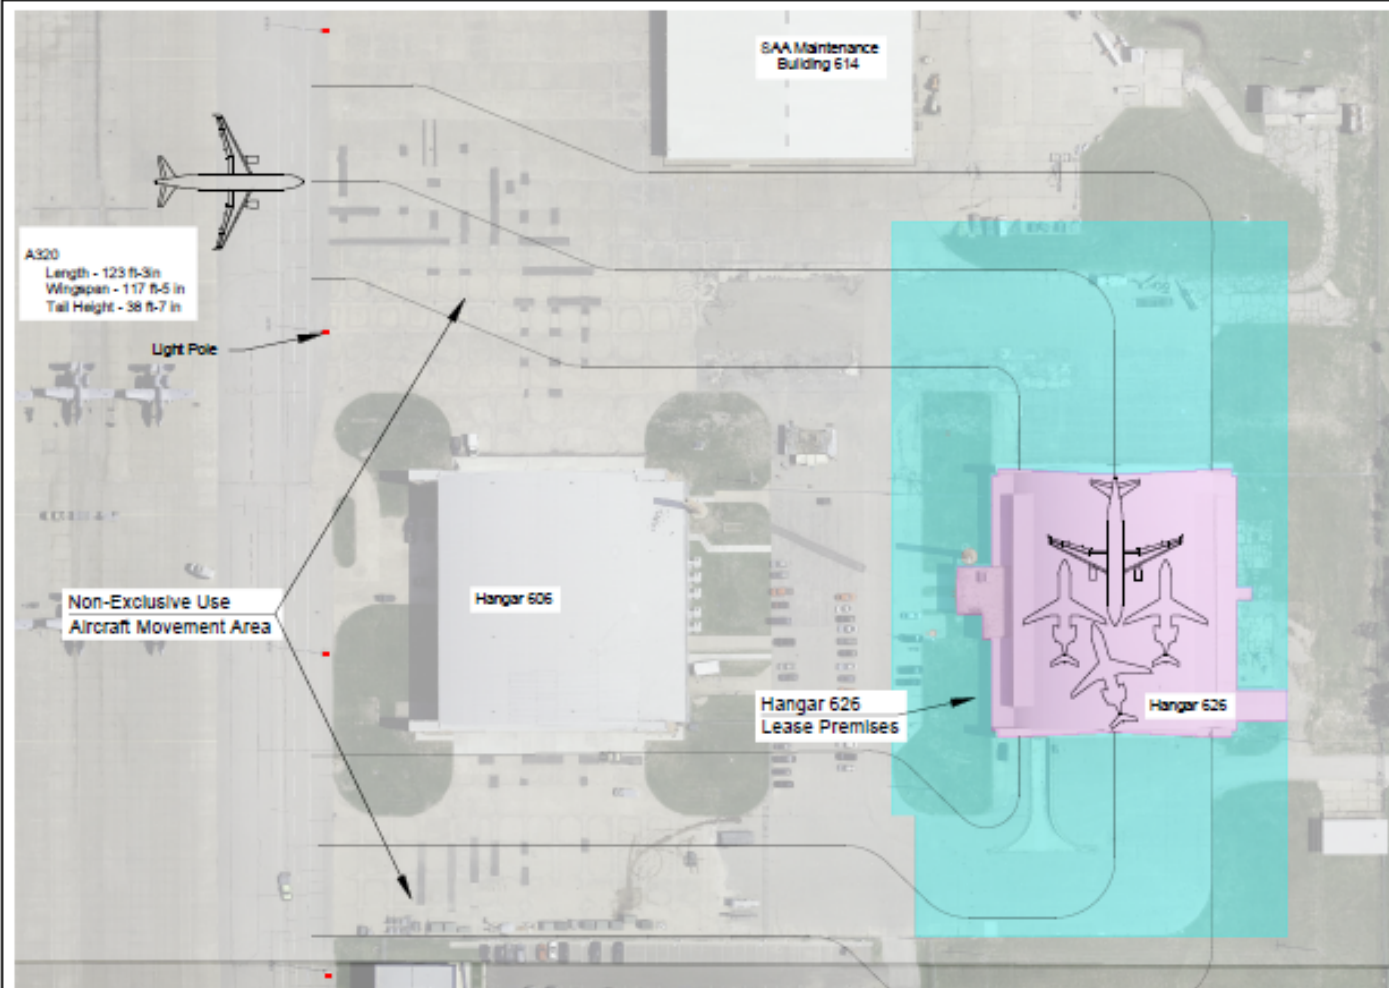 SAA Maintenance
Building 614
A320
Length - 123 ft-3in
Wingspan - 117 ft-5 in
Tail Height - 38 ft-7 in
Light Pole
Non-Exclusive Use
Aircraft Movement Area
Hangar 606
Hangar 626
Lease Premises
Hangar 626